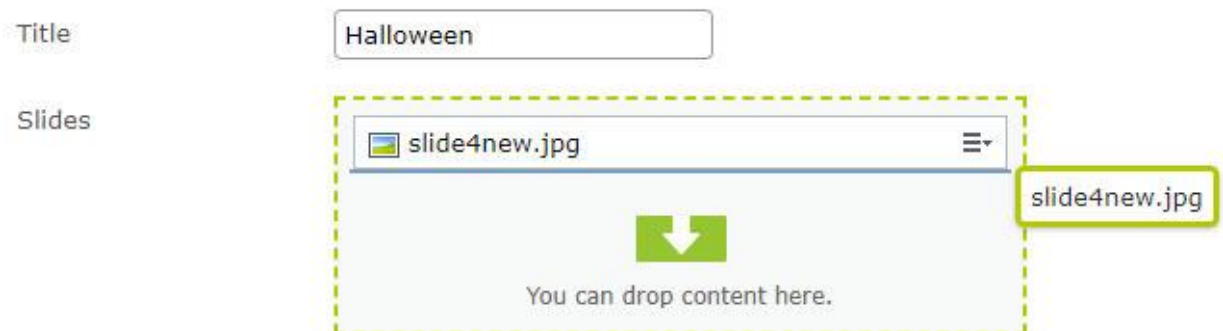 Title
Halloween
Slides
slide4new.jpg
slide4new.jpg
You can drop content here.